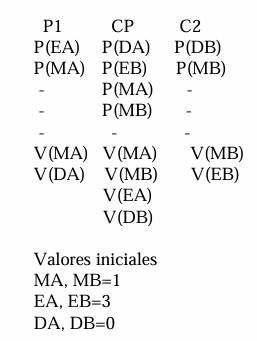 P1 CP C2
P(EA) P(DA) P(DB)
P(MA) P(EB) P(MB)
- P(MA) -
- P(MB) -
- - -
V(MA) V(MA) V(MB)
V(DA) V(MB) V(EB)
V(EA)
V(DB)
Valores iniciales
MA, MB=1
EA, EB=3
DA, DB=0